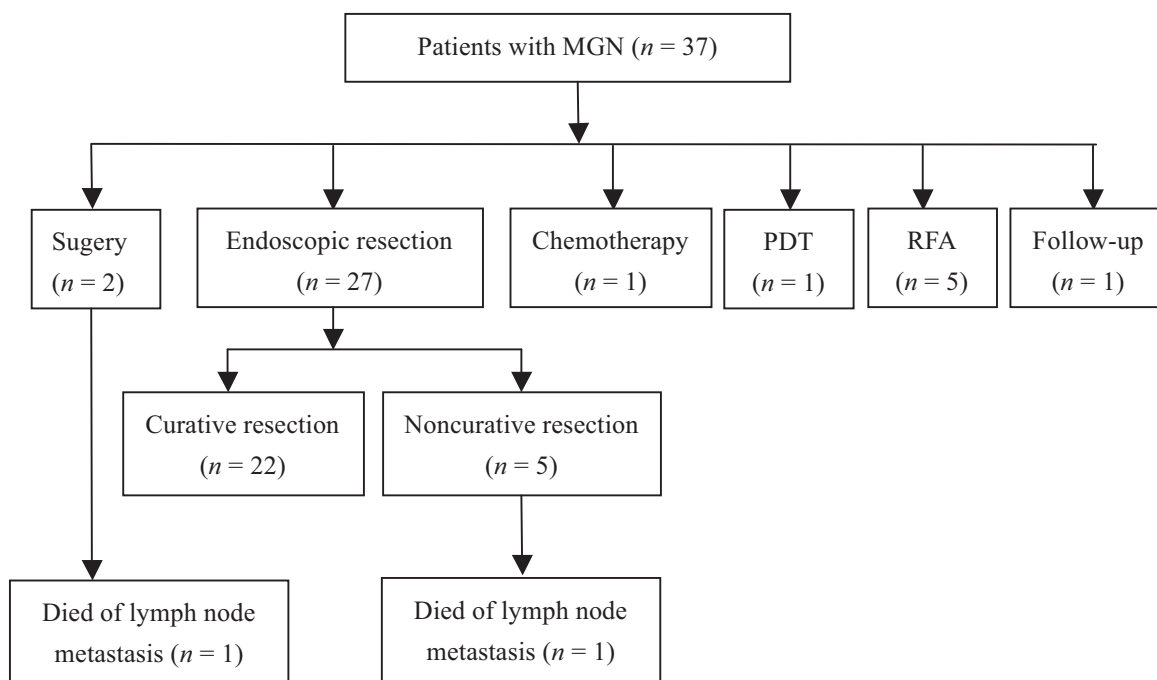 Patients with MGN (n = 37)
Sugery
(n = 2)
Endoscopic resection
(n = 27)
Chemotherapy
(n = 1)
PDT
(n = 1)
RFA
(n = 5)
Follow-up
(n = 1)
Curative resection
(n = 22)
Noncurative resection
(n = 5)
Died of lymph node
metastasis (n = 1)
Died of lymph node
metastasis (n = 1)